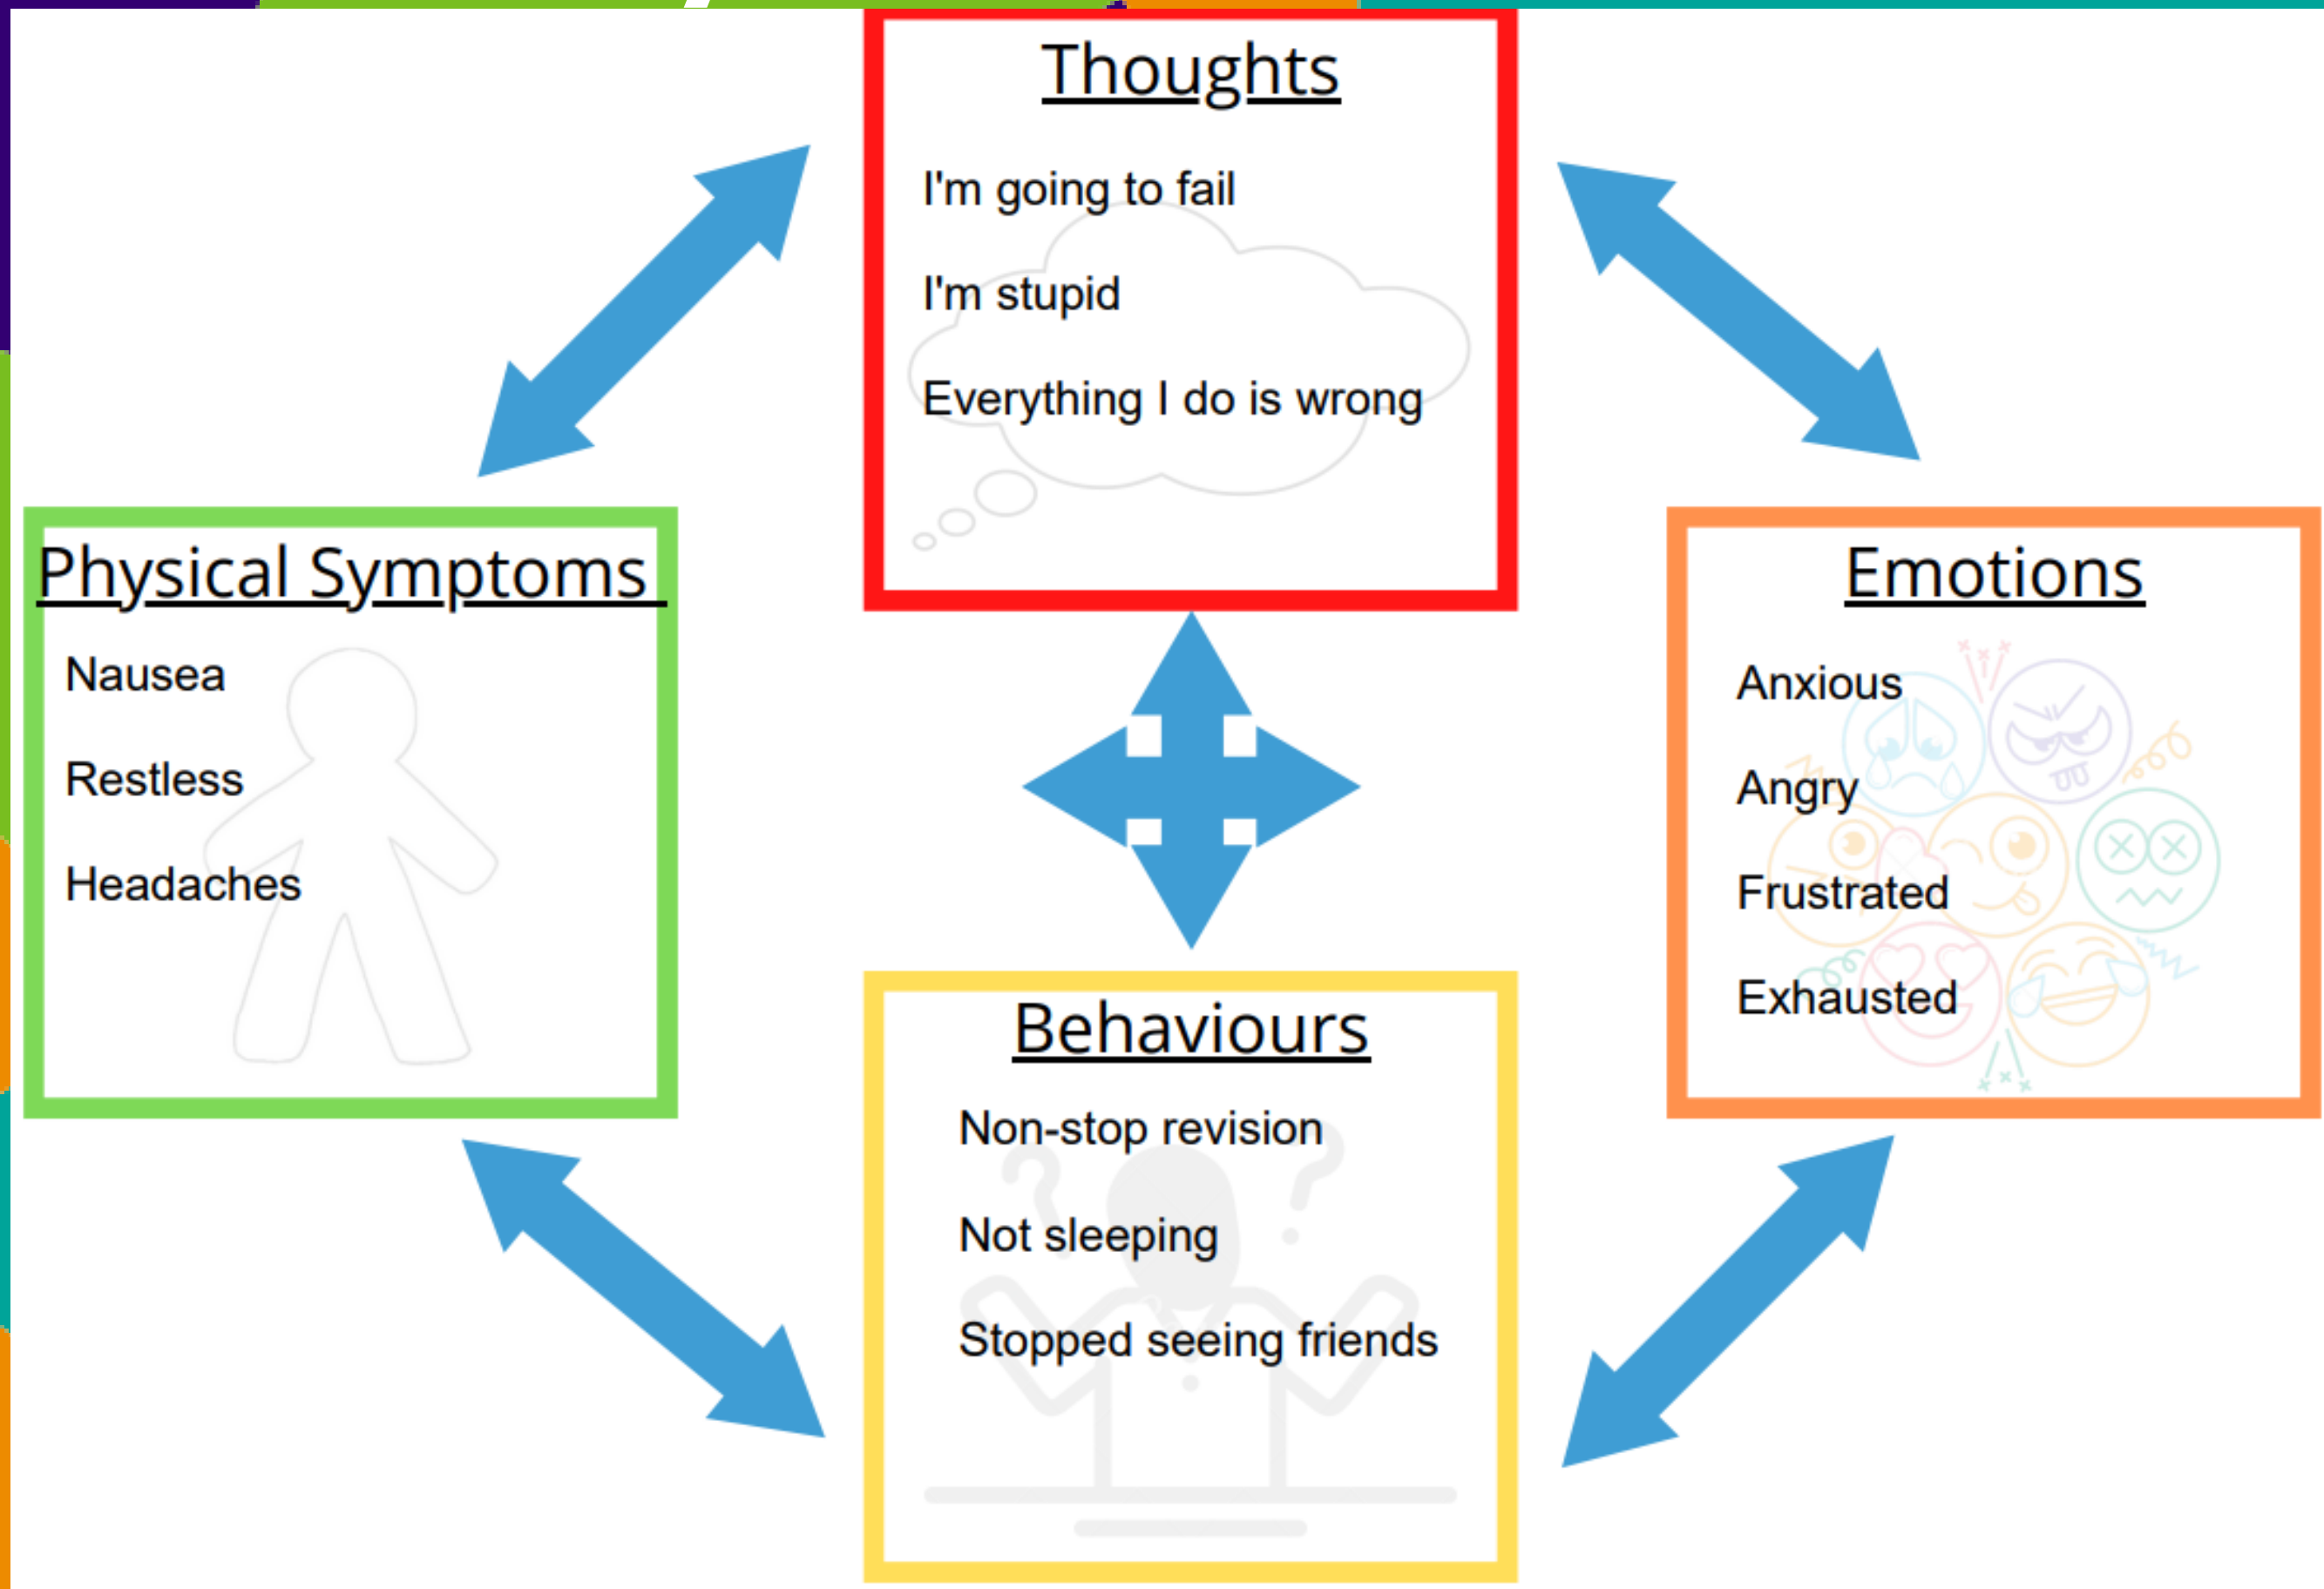 Thoughts
I'm going to fail
I'm stupid
Everything I do is wrong
Physical Symptoms
Nausea
Restless
Headaches
Emotions
Anxious
Angry
Frustrated
Exhausted
Behaviours
Non-stop revision
Not sleeping
Stopped seeing friends